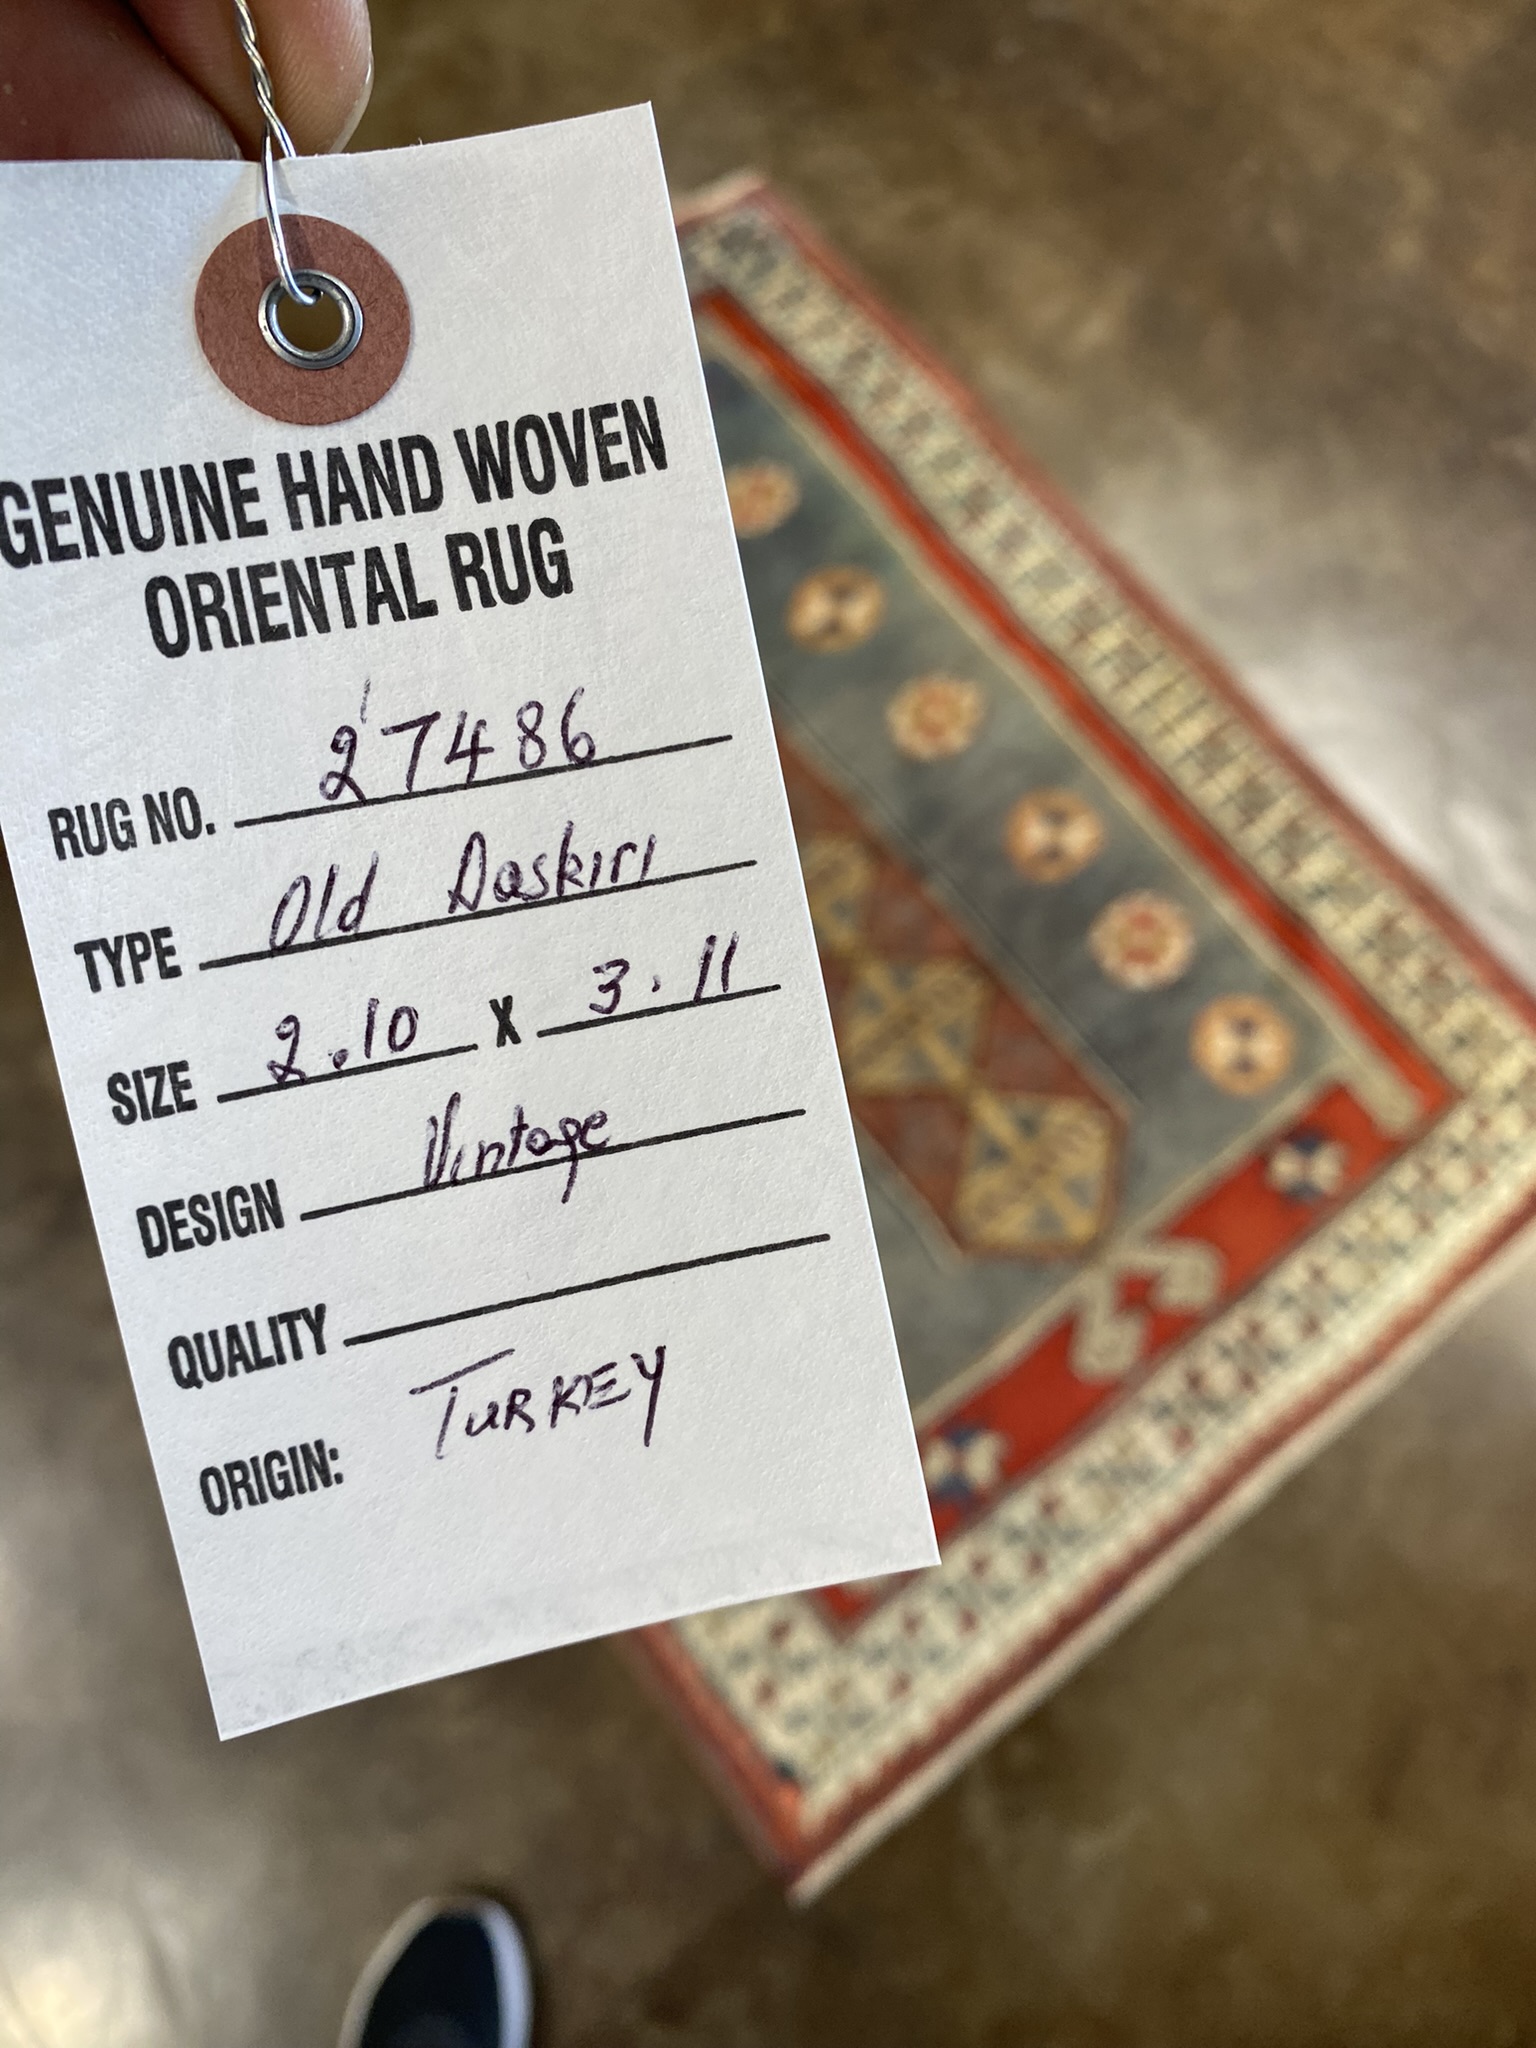 GENUINE HAND WOVEN
ORIENTAL RUG
RUG NO. 27486
TYPE Old Daskiri
SIZE 2.10 X 3.11
DESIGN Vintage
QUALITY
ORIGIN: TURKEY